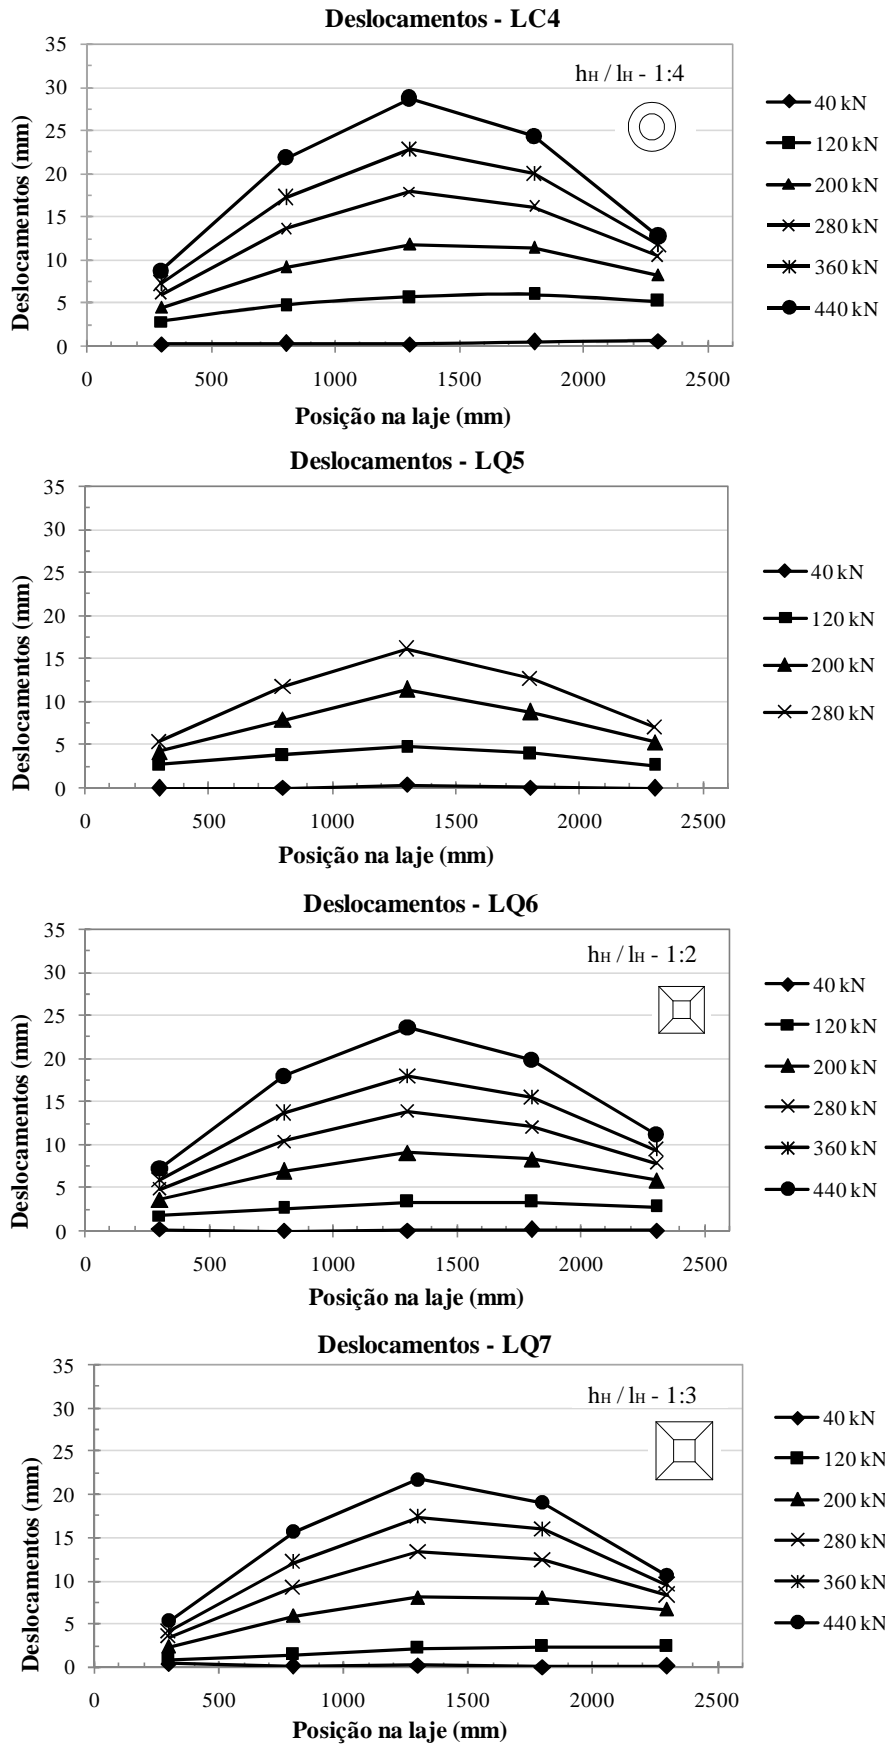 Deslocamentos - LC4
35
30
25
20
15
10
5
0
Deslocamentos (mm)
hH / lH - 1:4
40 kN
120 kN
200 kN
280 kN
360 kN
440 kN
0 500 1000 1500 2000 2500
Posição na laje (mm)
Deslocamentos - LQ5
35
30
25
20
15
10
5
0
Deslocamentos (mm)
40 kN
120 kN
200 kN
280 kN
0 500 1000 1500 2000 2500
Posição na laje (mm)
Deslocamentos - LQ6
35
30
25
20
15
10
5
0
Deslocamentos (mm)
hH / lH - 1:2
40 kN
120 kN
200 kN
280 kN
360 kN
440 kN
0 500 1000 1500 2000 2500
Posição na laje (mm)
Deslocamentos - LQ7
35
30
25
20
15
10
5
0
Deslocamentos (mm)
hH / lH - 1:3
40 kN
120 kN
200 kN
280 kN
360 kN
440 kN
0 500 1000 1500 2000 2500
Posição na laje (mm)